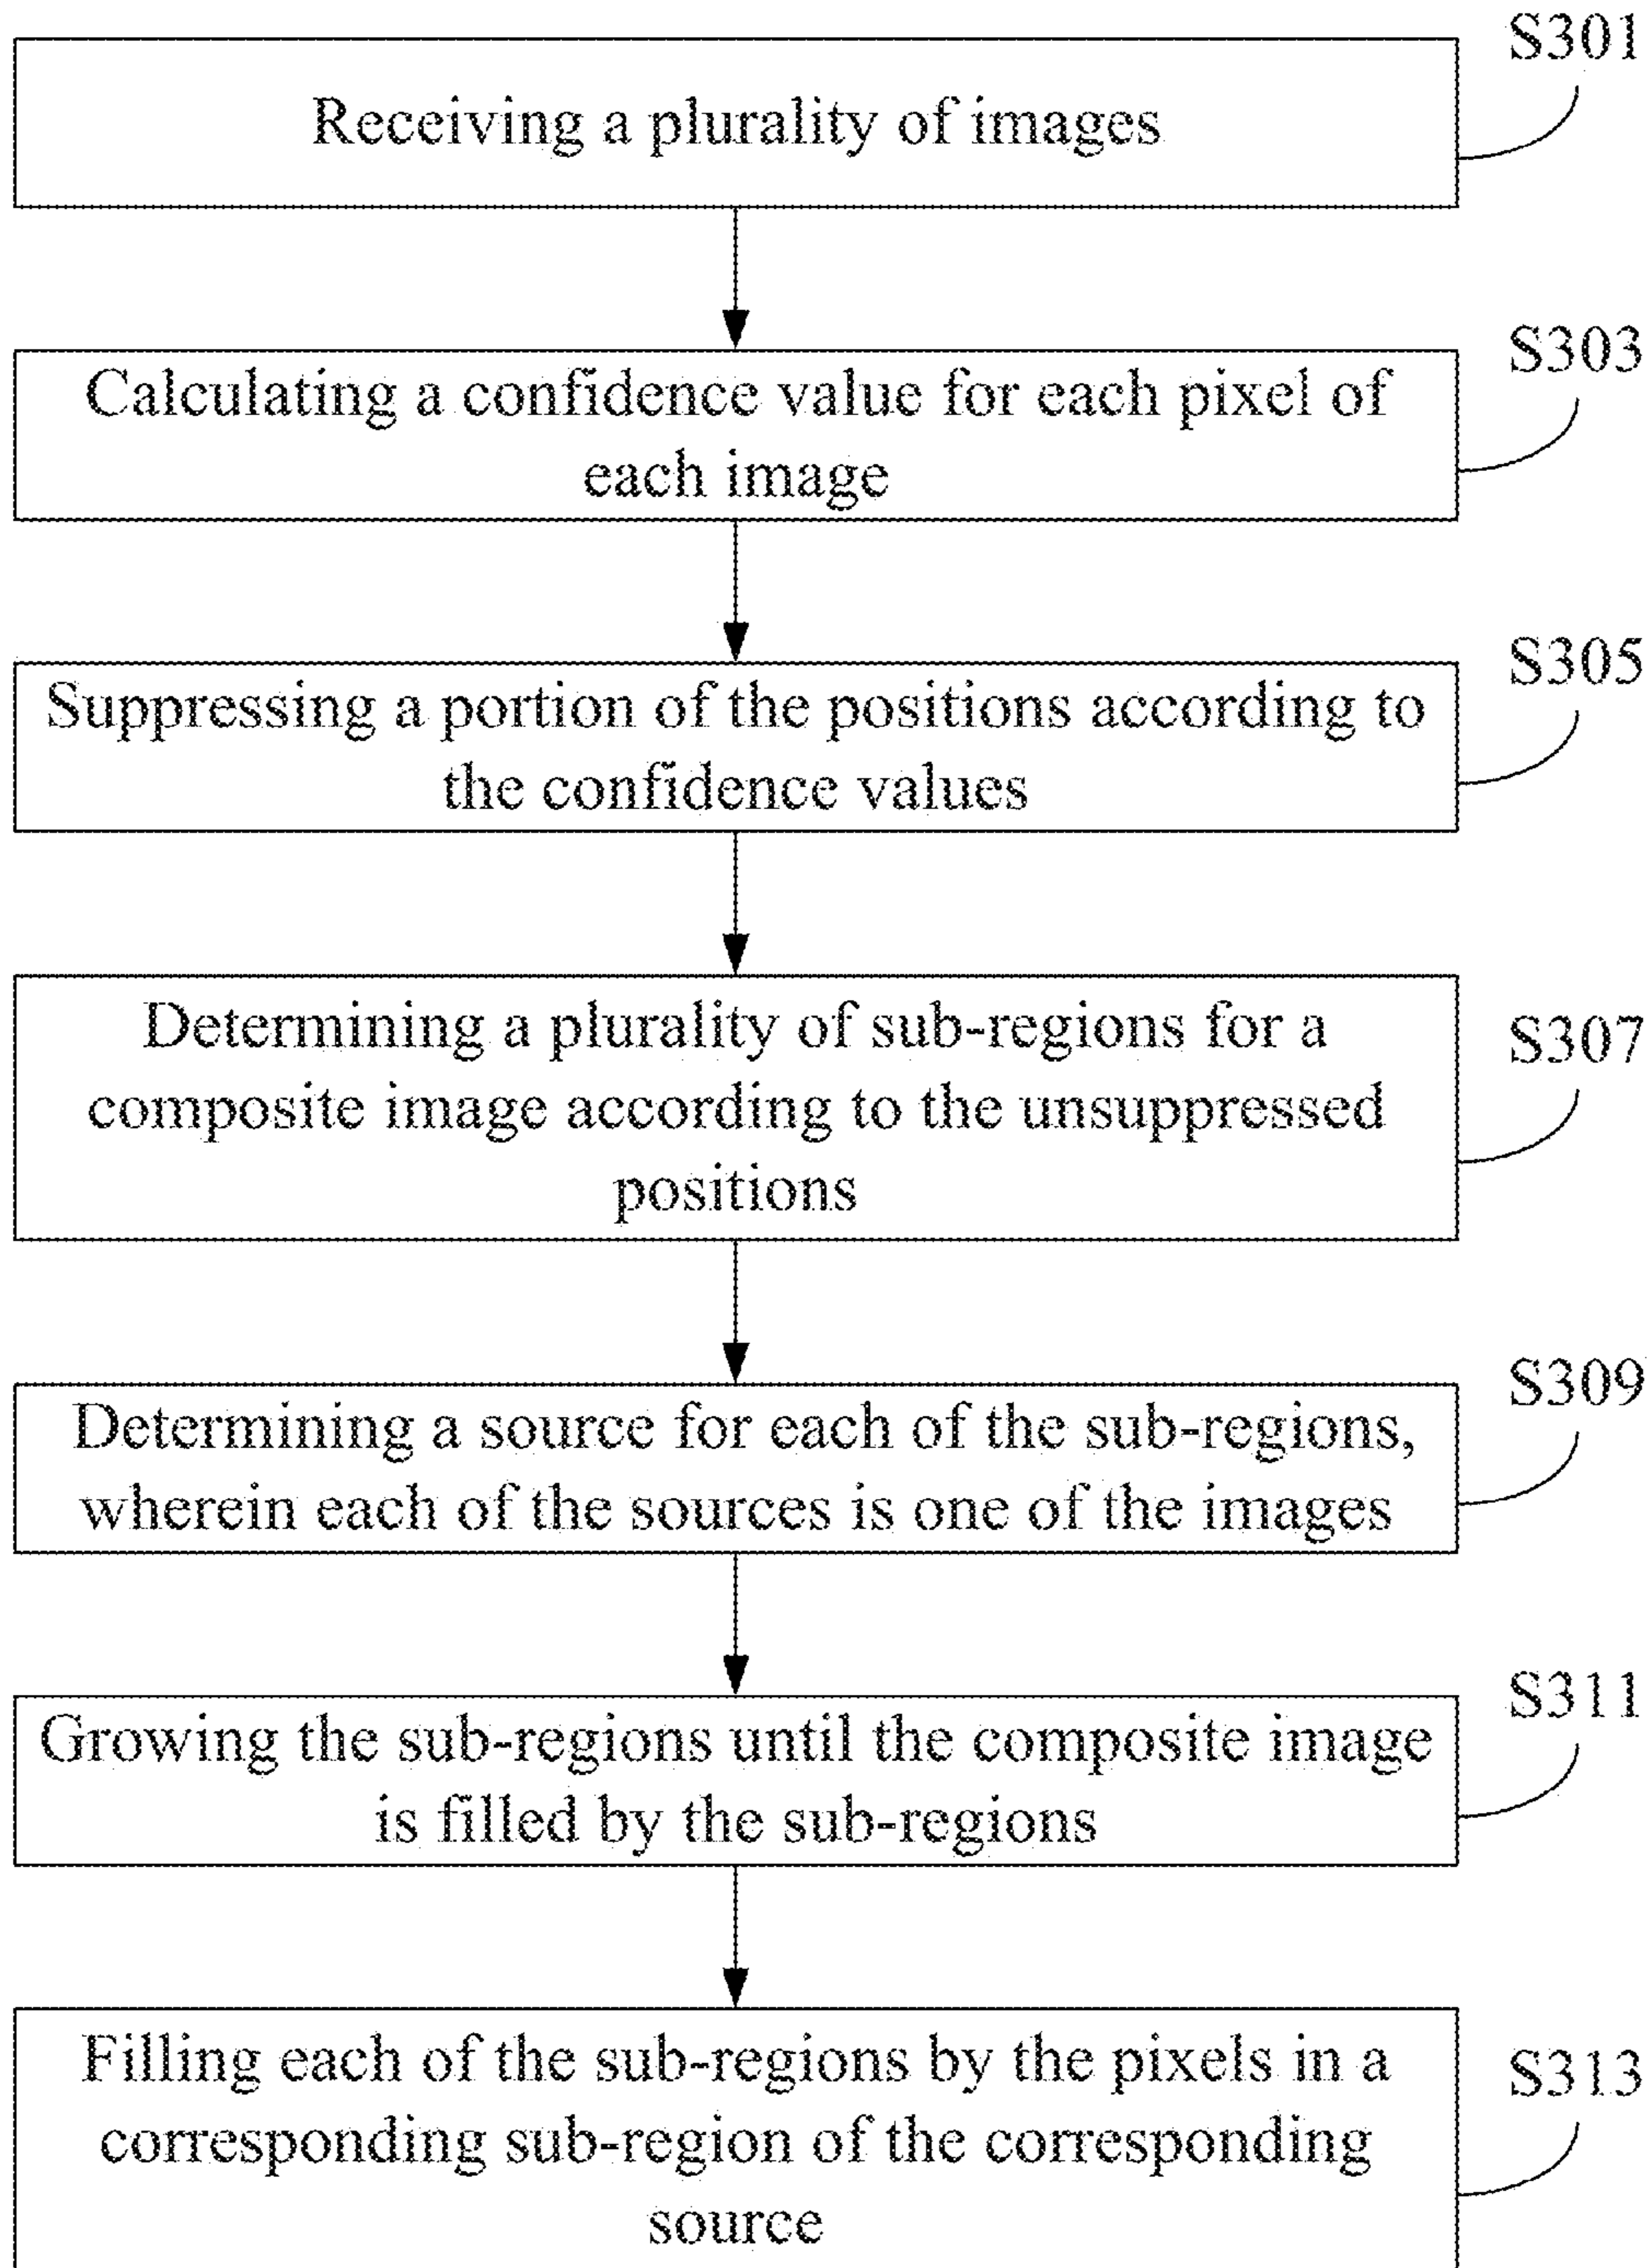 S301
Receiving a plurality of images
S303
Calculating a confidence value for each pixel of
each image
S305
Suppressing a portion of the positions according to
the confidence values
S307
Determining a plurality of sub-regions for a
composite image according to the unsuppressed
positions
S309
Determining a source for each of the sub-regions,
wherein each of the sources is one of the images
S311
Growing the sub-regions until the composite image
is filled by the sub-regions
S313
Filling each of the sub-regions by the pixels in a
corresponding sub-region of the corresponding
source